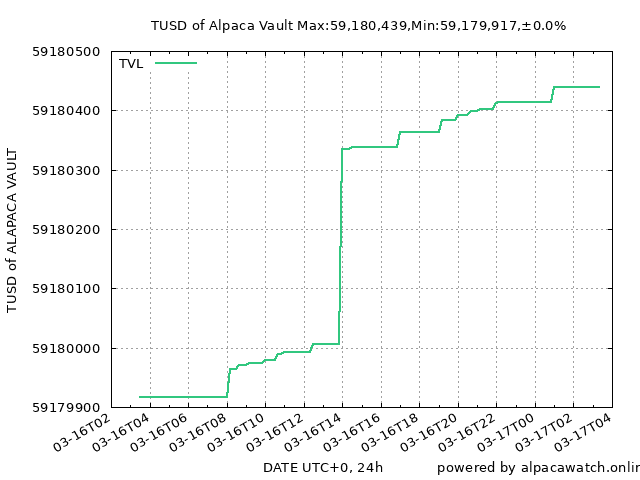 TUSD of Alpaca Vault Max:59,180,439,Min:59,179,917,±0.0%
TVL
59180500
59180400
59180300
59180200
59180100
59180000
59179900
TUSD of ALAPACA VAULT
03-16T02
03-16T04
03-16T06
03-16T08
03-16T10
03-16T12
03-16T14
03-16T16
03-16T18
03-16T20
03-16T22
03-17T00
03-17T02
03-17T04
DATE UTC+0, 24h
powered by alpacawatch.onlin